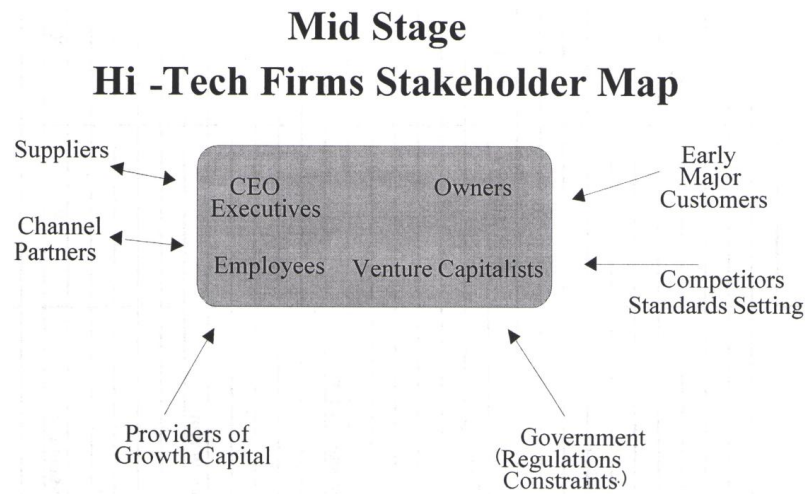 Mid Stage
Hi -Tech Firms Stakeholder Map
Suppliers
Channel
Partners
CEO
Executives
Owners
Employees
Venture Capitalists
Early
Major
Customers
Competitors
Standards Setting
Providers of
Growth Capital
Government
(Regulations
Constraints)